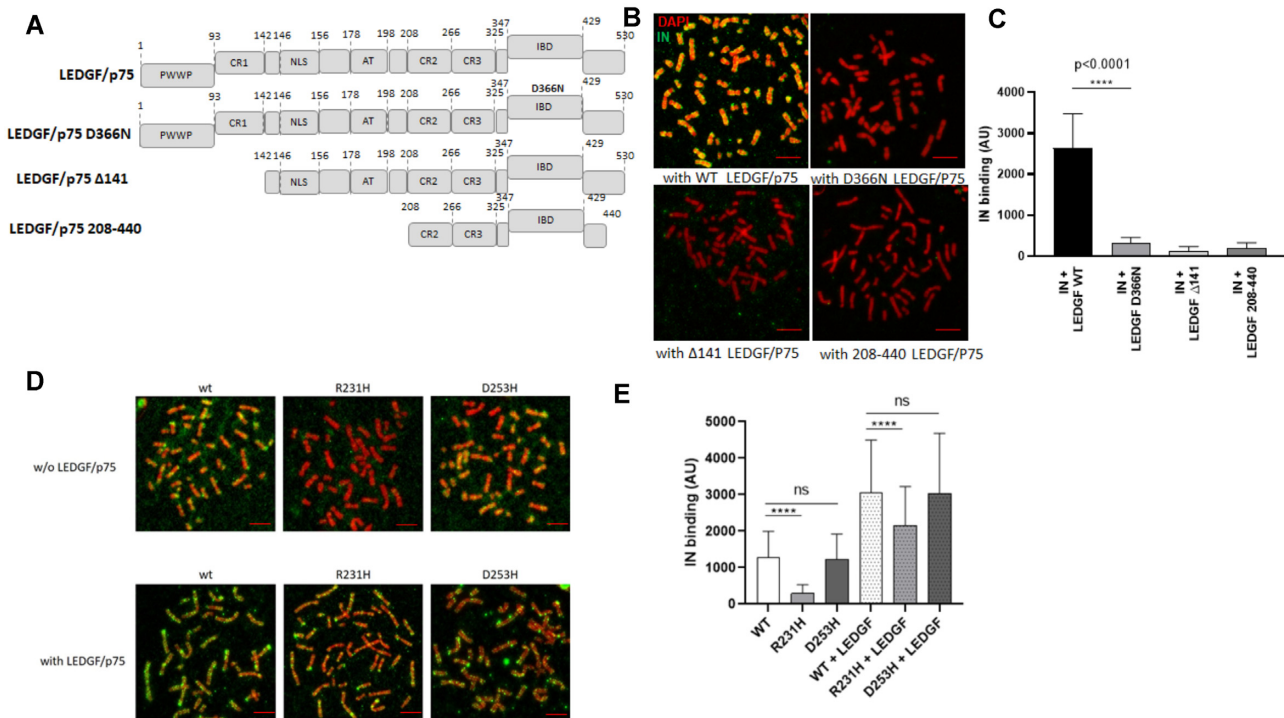 A
1 93 142 146 156 178 198 208 266 325 347 429 530
LEDGF/p75
PWWP CR1 NLS AT CR2 CR3 IBD
1 93 142 146 156 178 198 208 266 325 347 D366N 429 530
LEDGF/p75 D366N
PWWP CR1 NLS AT CR2 CR3 IBD
142 146 156 178 198 208 266 325 347 429 530
LEDGF/p75 Δ141
NLS AT CR2 CR3 IBD
208 266 325 347 429 440
LEDGF/p75 208-440
CR2 CR3 IBD
B
DAPI
IN
with WT LEDGF/p75
with D366N LEDGF/P75
with Δ141 LEDGF/P75
with 208-440 LEDGF/P75
C
p<0.0001
****
IN binding (AU)
4000
3000
2000
1000
0
IN +
LEDGF WT
IN +
LEDGF D366N
IN +
LEDGF Δ141
IN +
LEDGF 208-440
D
wt R231H D253H
w/o LEDGF/p75
wt R231H D253H
with LEDGF/p75
E
IN binding (AU)
5000
4000
3000
2000
1000
0
ns
****
ns
****
WT
R231H
D253H
WT + LEDGF
R231H + LEDGF
D253H + LEDGF